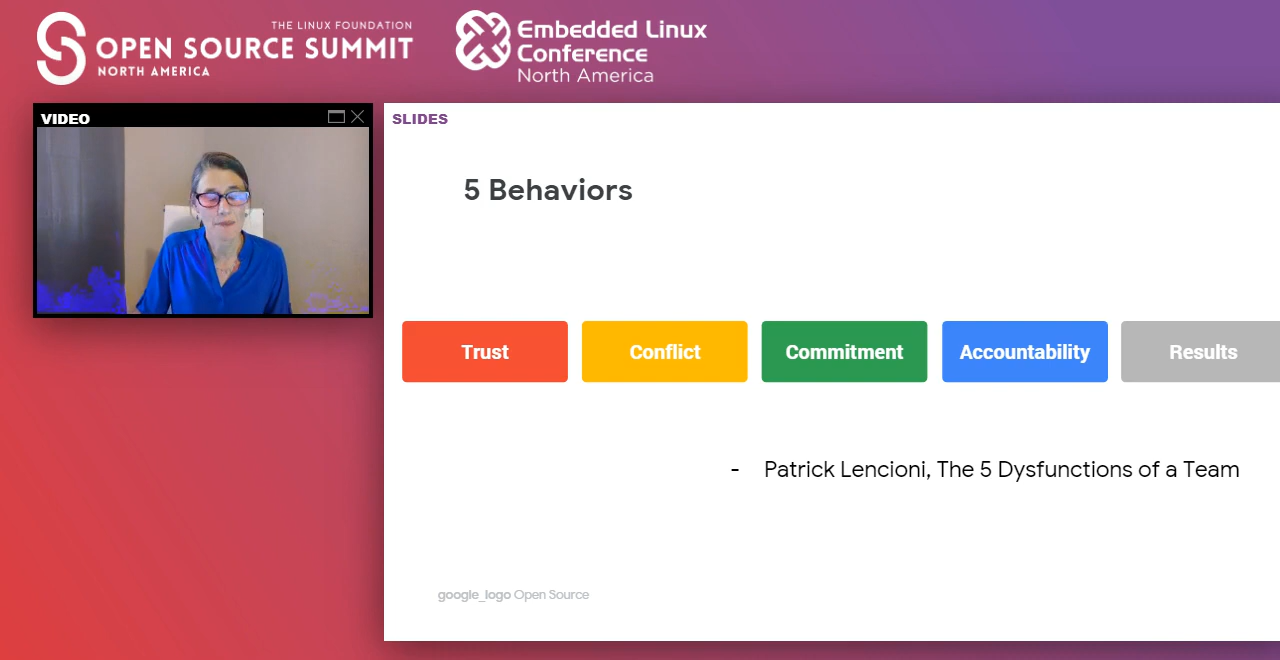 THE LINUX FOUNDATION
OPEN SOURCE SUMMIT
NORTH AMERICA
Embedded Linux
Conference
North America
VIDEO
SLIDES
5 Behaviors
Trust
Conflict
Commitment
Accountability
Results
- Patrick Lencioni, The 5 Dysfunctions of a Team
google_logo Open Source